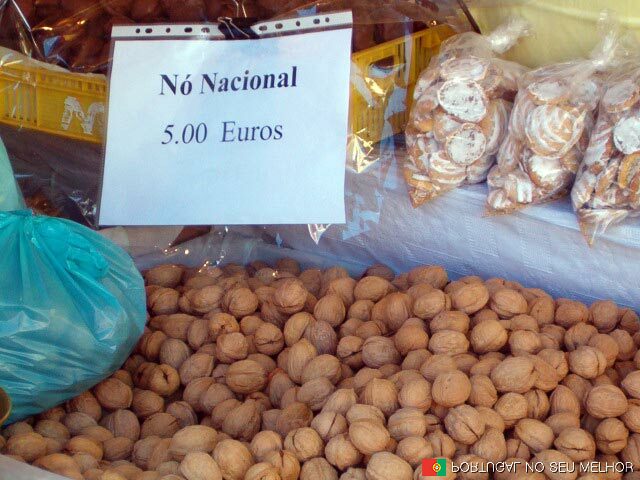 Nó Nacional
5.00 Euros
PORTUGAL NO SEU MELHOR